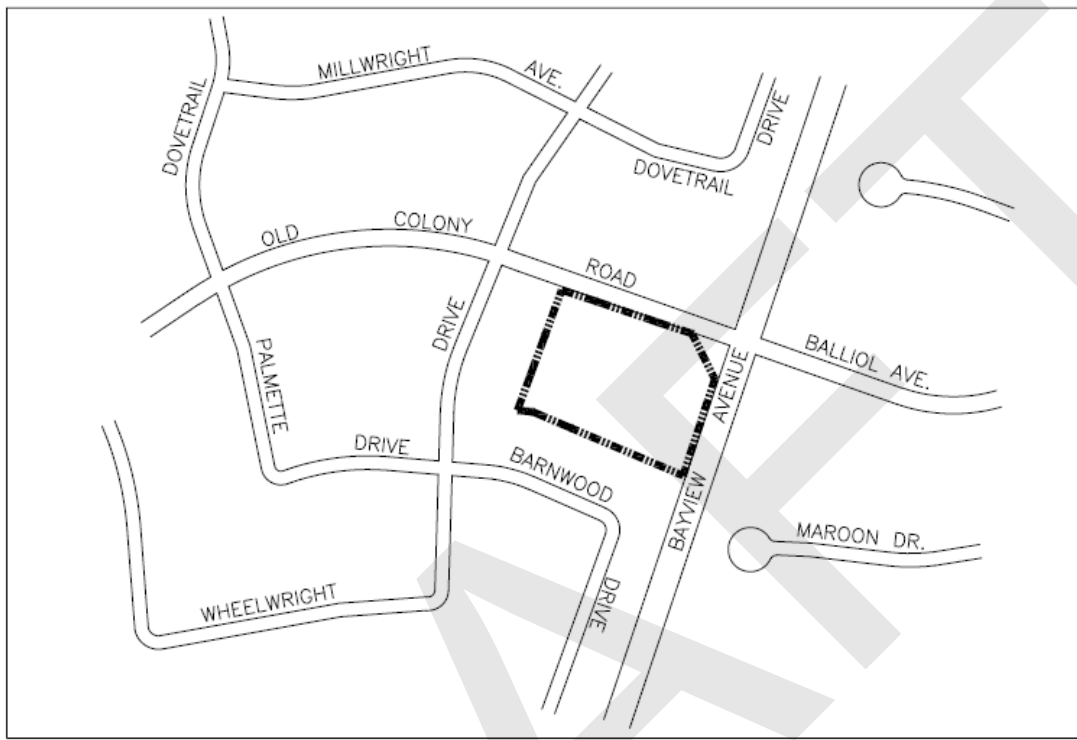 MILLWRIGHT AVE.
DOVETRAIL
DRIVE
DOVETRAIL
OLD COLONY ROAD
DRIVE
BALLIOL AVE.
PALMETTE DRIVE
AVENUE
BAYVIEW
BARNWOOD
DRIVE
MAROON DR.
WHEELWRIGHT